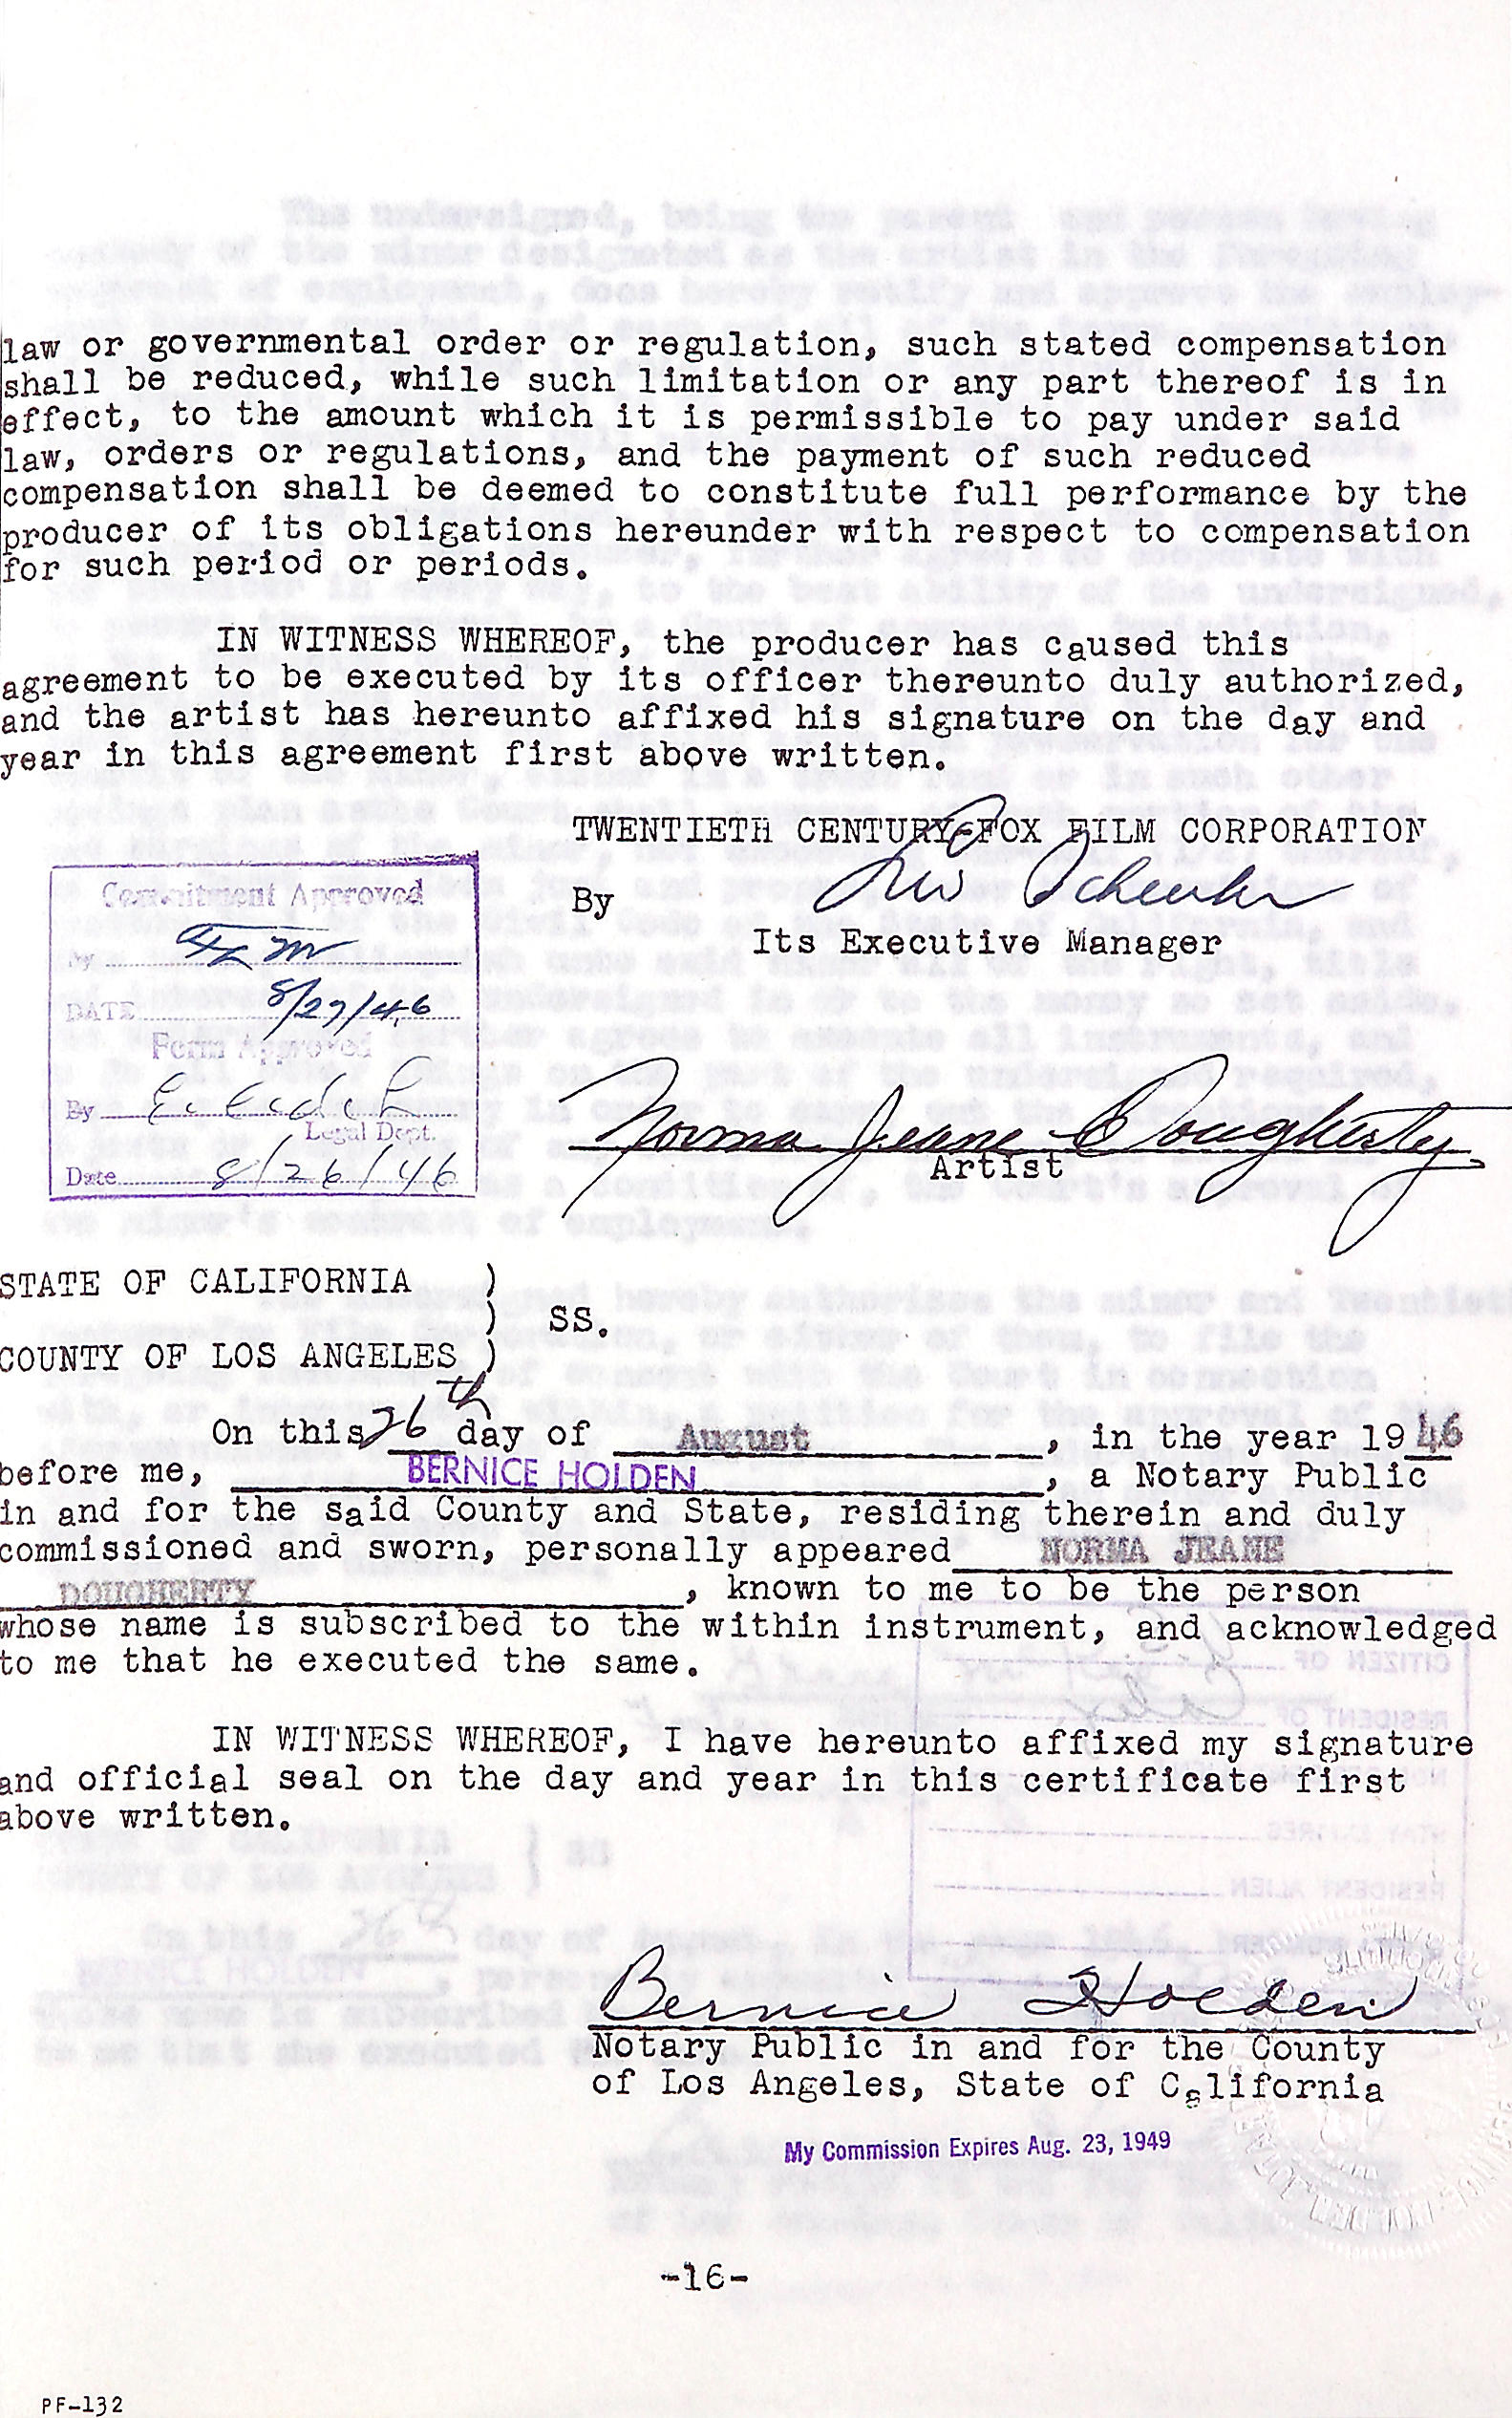 law or governmental order or regulation, such stated compensation
shall be reduced, while such limitation or any part thereof is in
effect, to the amount which it is permissible to pay under said
law, orders or regulations, and the payment of such reduced
compensation shall be deemed to constitute full performance by the
producer of its obligations hereunder with respect to compensation
for such period or periods.
IN WITNESS WHEREOF, the producer has caused this
agreement to be executed by its officer thereunto duly authorized,
and the artist has hereunto affixed his signature on the day and
year in this agreement first above written.
TWENTIETH CENTURY-FOX FILM CORPORATION
By Schenk
Its Executive Manager
Commitment Approved
By
DATE 8/27/46
Form Approved
By
Legal Dept.
Date 8/26/46
Norma Jeane Dougherty
Artist
STATE OF CALIFORNIA )
) SS.
COUNTY OF LOS ANGELES )
On this 26th day of August, in the year 1946
before me, BERNICE HOLDEN, a Notary Public
in and for the said County and State, residing therein and duly
commissioned and sworn, personally appeared NORMA JEANE
DOUGHERTY, known to me to be the person
whose name is subscribed to the within instrument, and acknowledged
to me that he executed the same.
IN WITNESS WHEREOF, I have hereunto affixed my signature
and official seal on the day and year in this certificate first
above written.
Bernice Holden
Notary Public in and for the County
of Los Angeles, State of California
My Commission Expires Aug. 23, 1949
-16-
PF-132